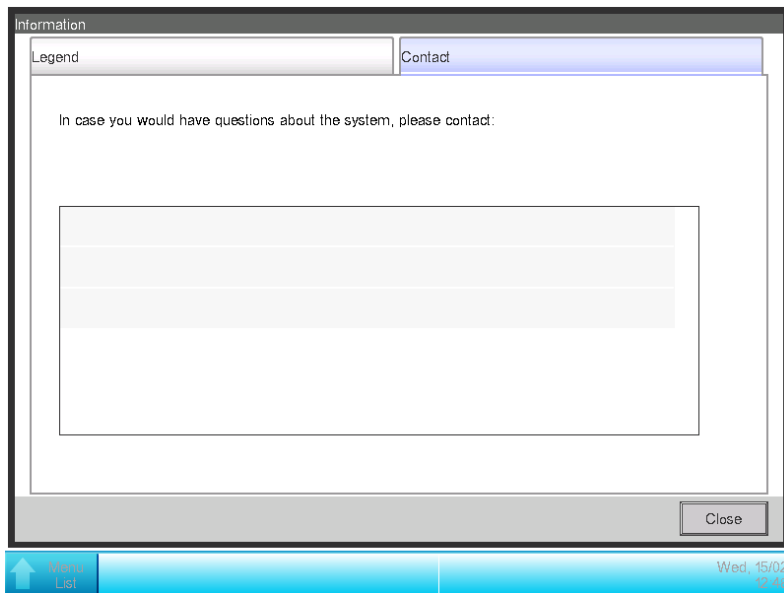 Information
Legend
Contact
In case you would have questions about the system, please contact:
Close
Menu
List
Wed, 15/02